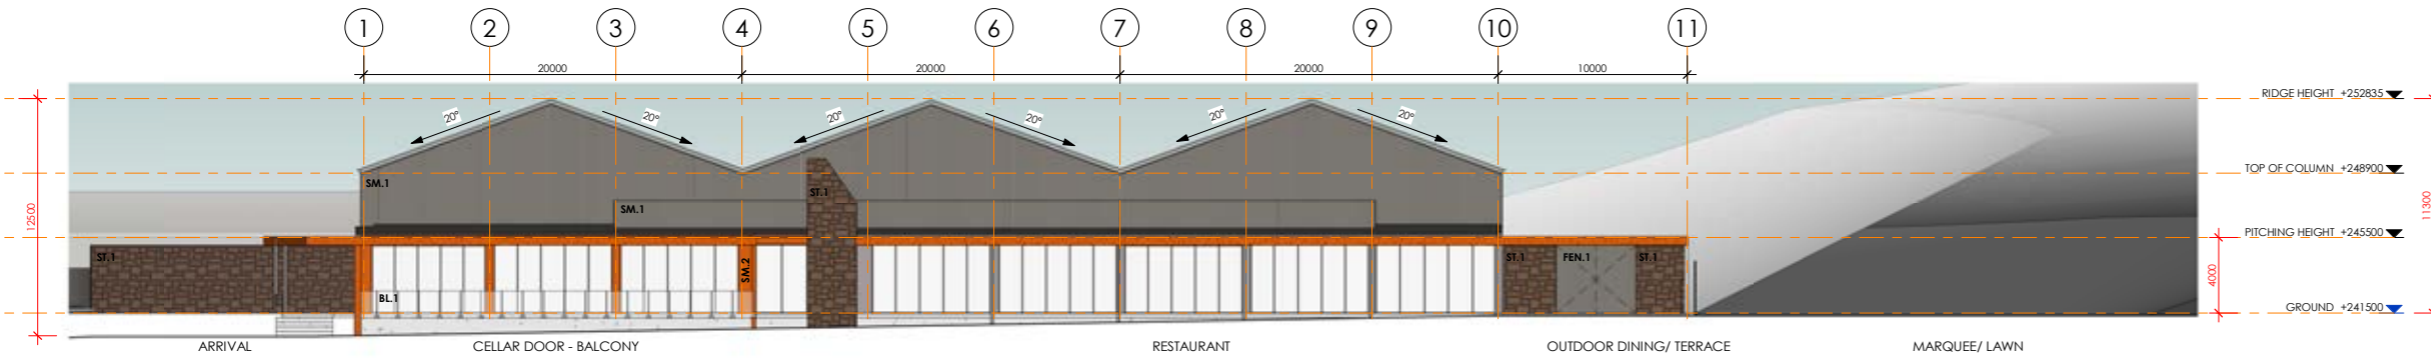 1 2 3 4 5 6 7 8 9 10 11
20000 20000 20000 10000
RIDGE HEIGHT +252835
20° 20° 20° 20° 20° 20°
TOP OF COLUMN +248900
SM.1
ST.1
SM.1
12500
11300
PITCHING HEIGHT +245500
ST.1
SM.2
ST.1 FEN.1 ST.1
4000
BL.1
GROUND +241500
ARRIVAL CELLAR DOOR - BALCONY RESTAURANT OUTDOOR DINING/ TERRACE MARQUEE/ LAWN